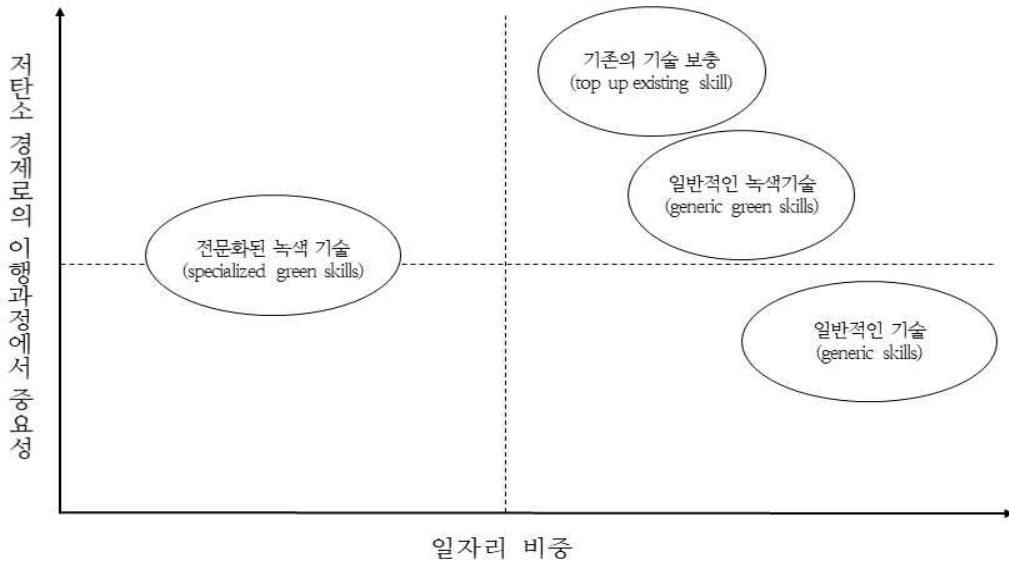 저탄소 경제로의 이행과정에서 중요성
기존의 기술 보충
(top up existing skill)
일반적인 녹색기술
(generic green skills)
전문화된 녹색 기술
(specialized green skills)
일반적인 기술
(generic skills)
일자리 비중